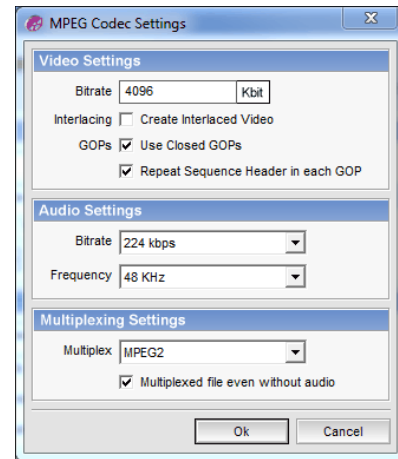 MPEG Codec Settings
Video Settings
Bitrate 4096 Kbit
Interlacing Create Interlaced Video
GOPs Use Closed GOPs
Repeat Sequence Header in each GOP
Audio Settings
Bitrate 224 kbps
Frequency 48 KHz
Multiplexing Settings
Multiplex MPEG2
Multiplexed file even without audio
Ok Cancel